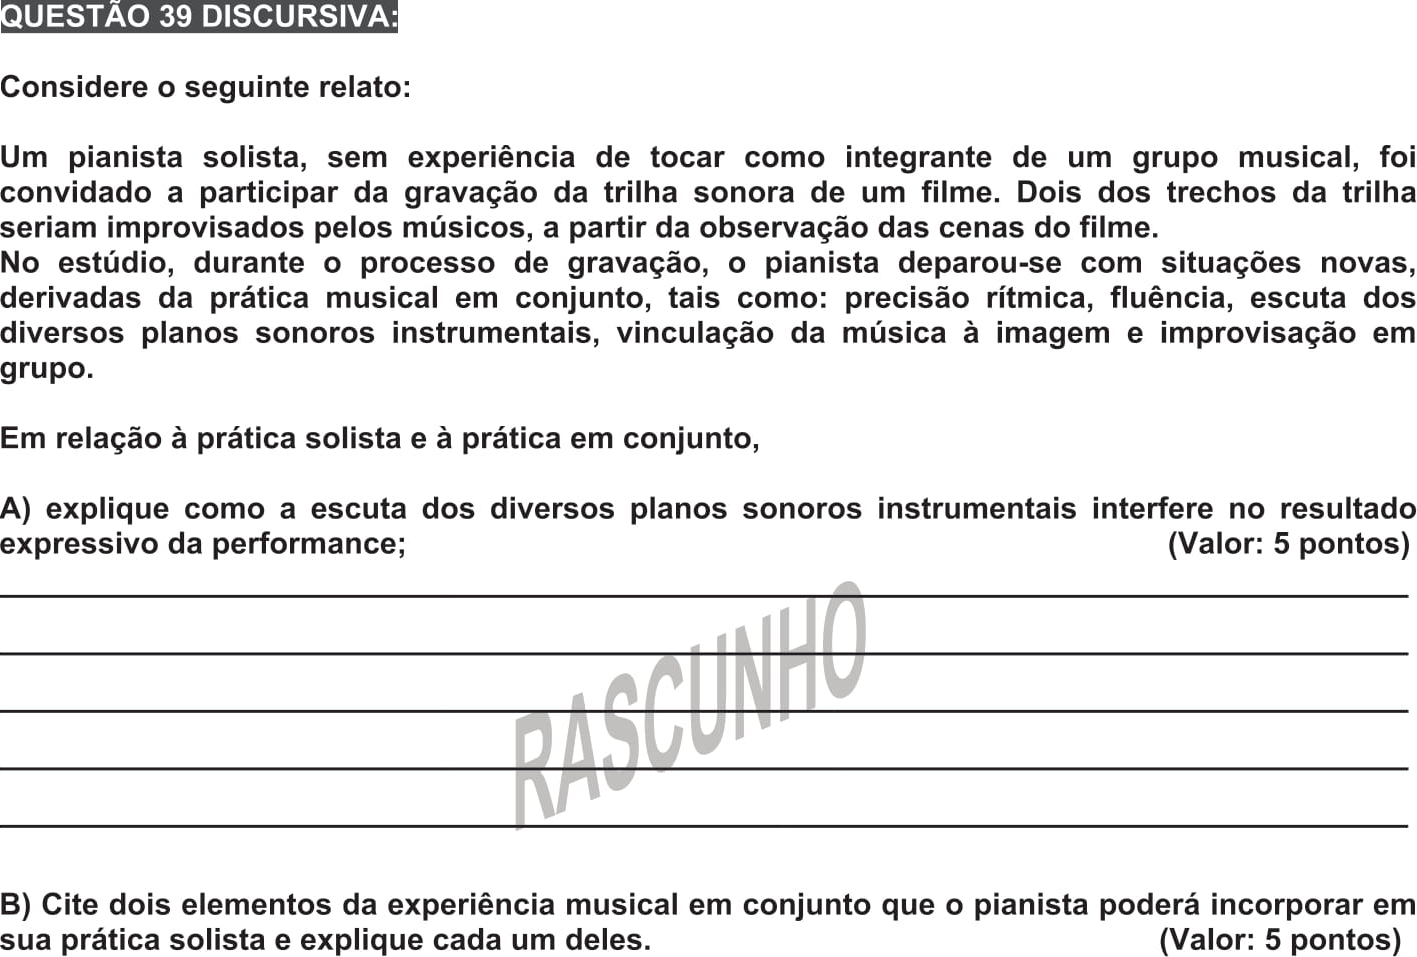 QUESTÃO 39 DISCURSIVA:
Considere o seguinte relato:
Um pianista solista, sem experiência de tocar como integrante de um grupo musical, foi
convidado a participar da gravação da trilha sonora de um filme. Dois dos trechos da trilha
seriam improvisados pelos músicos, a partir da observação das cenas do filme.
No estúdio, durante o processo de gravação, o pianista deparou-se com situações novas,
derivadas da prática musical em conjunto, tais como: precisão rítmica, fluência, escuta dos
diversos planos sonoros instrumentais, vinculação da música à imagem e improvisação em
grupo.
Em relação à prática solista e à prática em conjunto,
A) explique como a escuta dos diversos planos sonoros instrumentais interfere no resultado
expressivo da performance; (Valor: 5 pontos)
RASCUNHO
B) Cite dois elementos da experiência musical em conjunto que o pianista poderá incorporar em
sua prática solista e explique cada um deles. (Valor: 5 pontos)